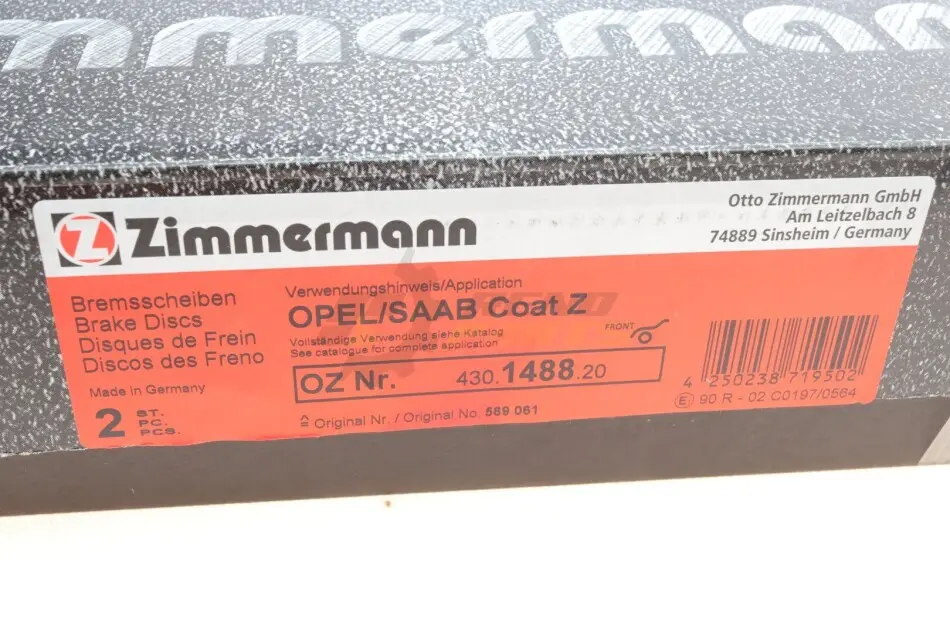 mmerman
Zimmermann
Otto Zimmermann GmbH
Am Leitzelbach 8
74889 Sinsheim / Germany
Bremsscheiben
Brake Discs
Disques de Frein
Discos des Freno
Made in Germany
2 ST.
PC.
PCS.
Verwendungshinweis/Application
OPEL/SAAB Coat Z
Vollständige Verwendung siehe Katalog
See catalogue for complete application
FRONT
OZ Nr. 430.1488.20
≙ Original Nr. / Original No. 569 061
4 250238 719502
E1 90 R - 02 C0197/0564